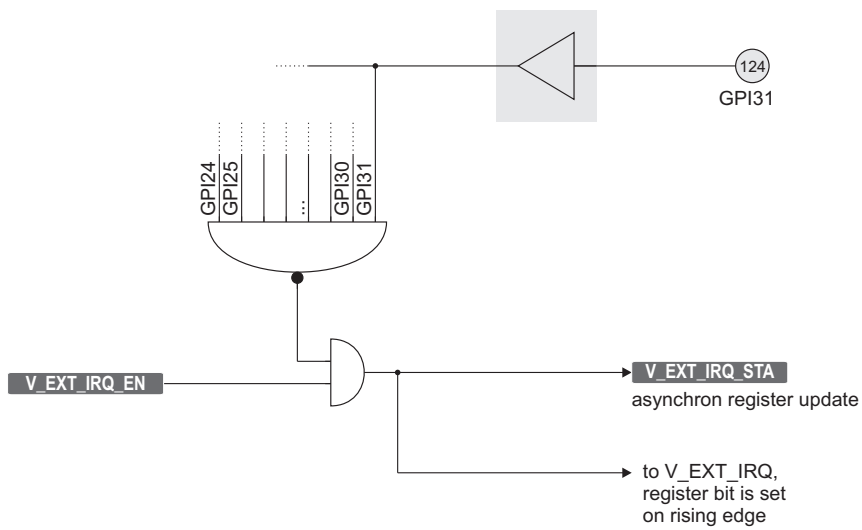 124
GPI31
GPI24
GPI25
...
GPI30
GPI31
V_EXT_IRQ_EN
V_EXT_IRQ_STA
asynchron register update
to V_EXT_IRQ,
register bit is set
on rising edge